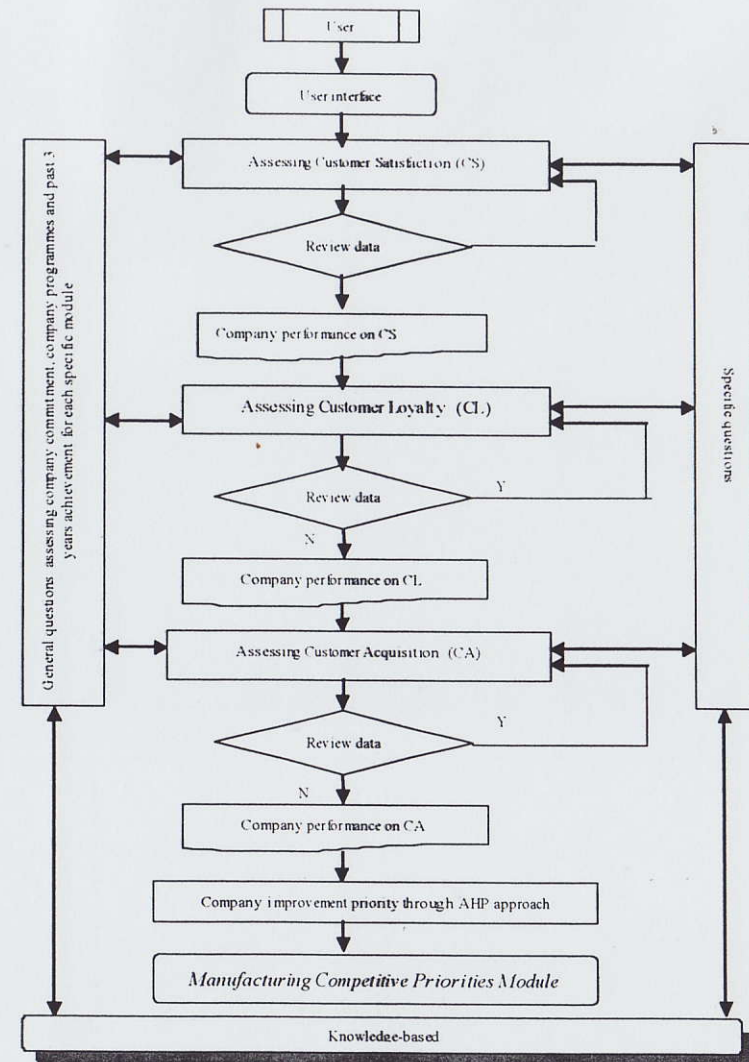 User
User interface
Assessing Customer Satisfaction (CS)
Review data
Company performance on CS
Assessing Customer Loyalty (CL)
Review data
Y
N
Company performance on CL
Assessing Customer Acquisition (CA)
Review data
Y
N
Company performance on CA
Company improvement priority through AHP approach
Manufacturing Competitive Priorities Module
Knowledge-based
General questions assessing company commitment, company programmes and past 3
years achievement for each specific module
Specific questions